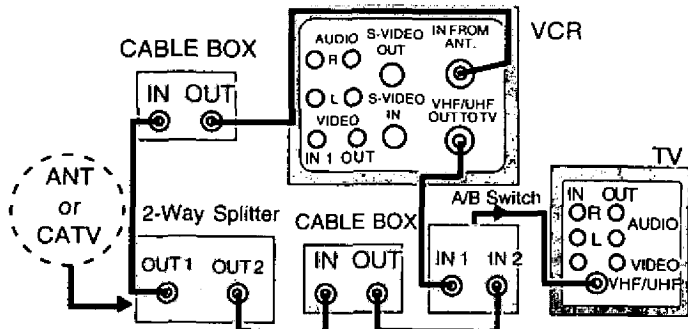 CABLE BOX
IN OUT
AUDIO
R
L
VIDEO
IN 1 OUT
S-VIDEO
OUT
S-VIDEO
IN
IN FROM
ANT.
VHF/UHF
OUT TO TV
VCR
ANT
or
CATV
2-Way Splitter
OUT 1 OUT 2
CABLE BOX
IN OUT
A/B Switch
IN 1 IN 2
TV
IN OUT
R
AUDIO
L
VIDEO
VHF/UHF